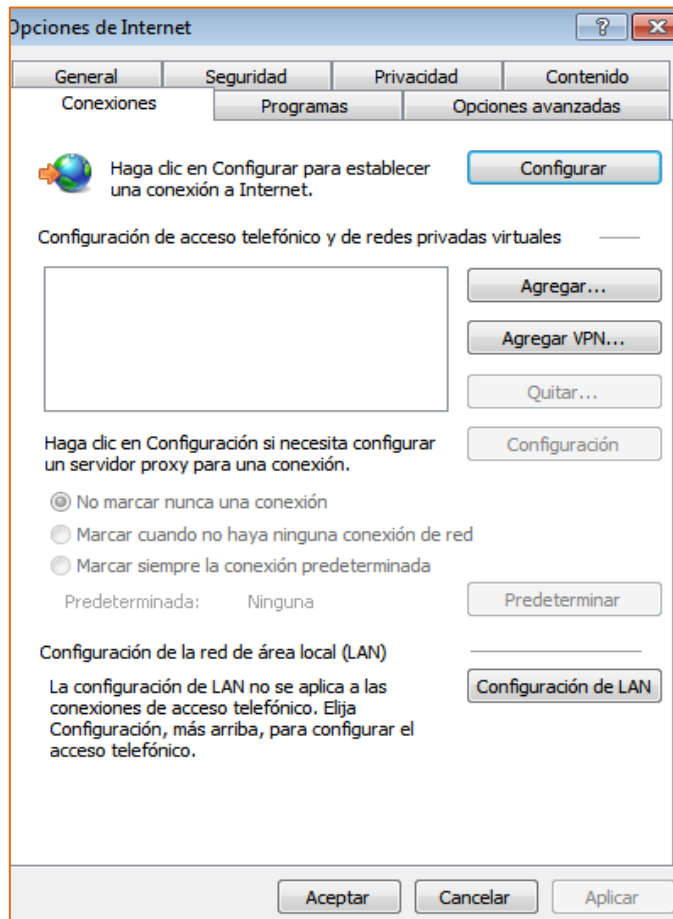 Opciones de Internet
General Seguridad Privacidad Contenido
Conexiones Programas Opciones avanzadas
Haga clic en Configurar para establecer
una conexión a Internet.
Configurar
Configuración de acceso telefónico y de redes privadas virtuales
Agregar...
Agregar VPN...
Quitar...
Haga clic en Configuración si necesita configurar
un servidor proxy para una conexión.
Configuración
No marcar nunca una conexión
Marcar cuando no haya ninguna conexión de red
Marcar siempre la conexión predeterminada
Predeterminada: Ninguna Predeterminar
Configuración de la red de área local (LAN)
La configuración de LAN no se aplica a las
conexiones de acceso telefónico. Elija
Configuración, más arriba, para configurar el
acceso telefónico.
Configuración de LAN
Aceptar Cancelar Aplicar